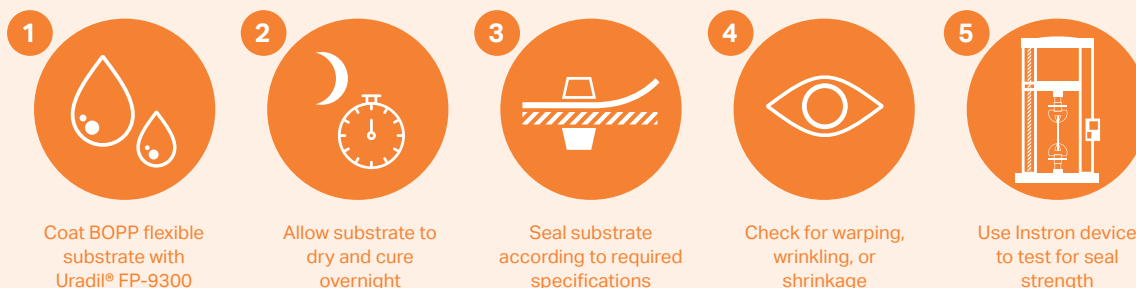 1
Coat BOPP flexible
substrate with
Uradil® FP-9300
2
Allow substrate to
dry and cure
overnight
3
Seal substrate
according to required
specifications
4
Check for warping,
wrinkling, or
shrinkage
5
Use Instron device
to test for seal
strength